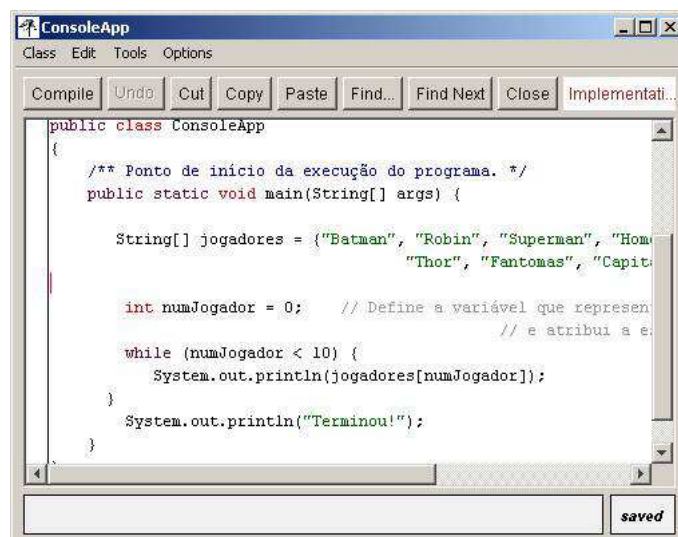 ConsoleApp
Class Edit Tools Options
Compile Undo Cut Copy Paste Find... Find Next Close Implementati...
public class ConsoleApp
{
/** Ponto de início da execução do programa. */
public static void main(String[] args) {
String[] jogadores = {"Batman", "Robin", "Superman", "Home
"Thor", "Fantomas", "Capita
int numJogador = 0; // Define a variável que represen
// e atribui a e
while (numJogador < 10) {
System.out.println(jogadores[numJogador]);
}
System.out.println("Terminou!");
}
saved